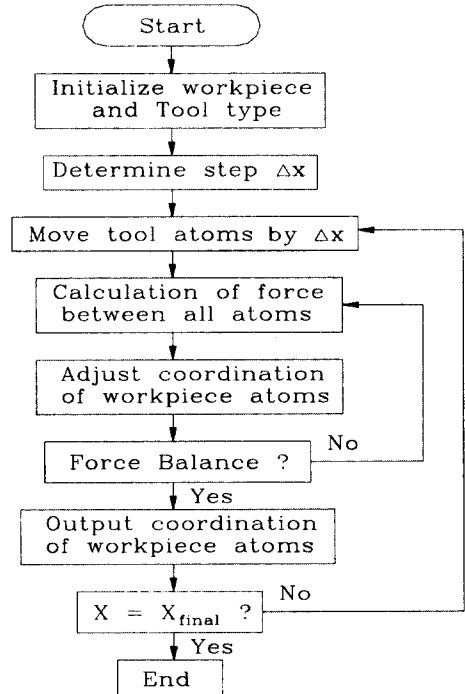 Start
Initialize workpiece
and Tool type
Determine step Δx
Move tool atoms by Δx
Calculation of force
between all atoms
Adjust coordination
of workpiece atoms
Force Balance ?
No
Yes
Output coordination
of workpiece atoms
X = Xfinal ?
No
Yes
End